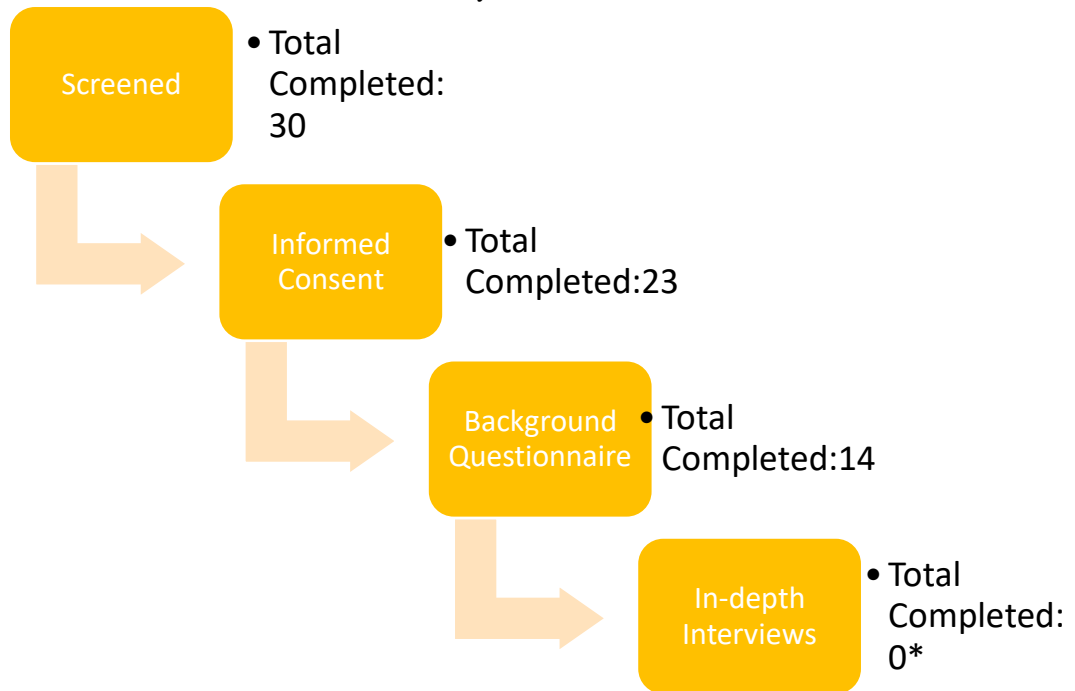 Screened
• Total
Completed:
30
Informed
Consent
• Total
Completed:23
Background
Questionnaire
• Total
Completed:14
In-depth
Interviews
• Total
Completed:
0*